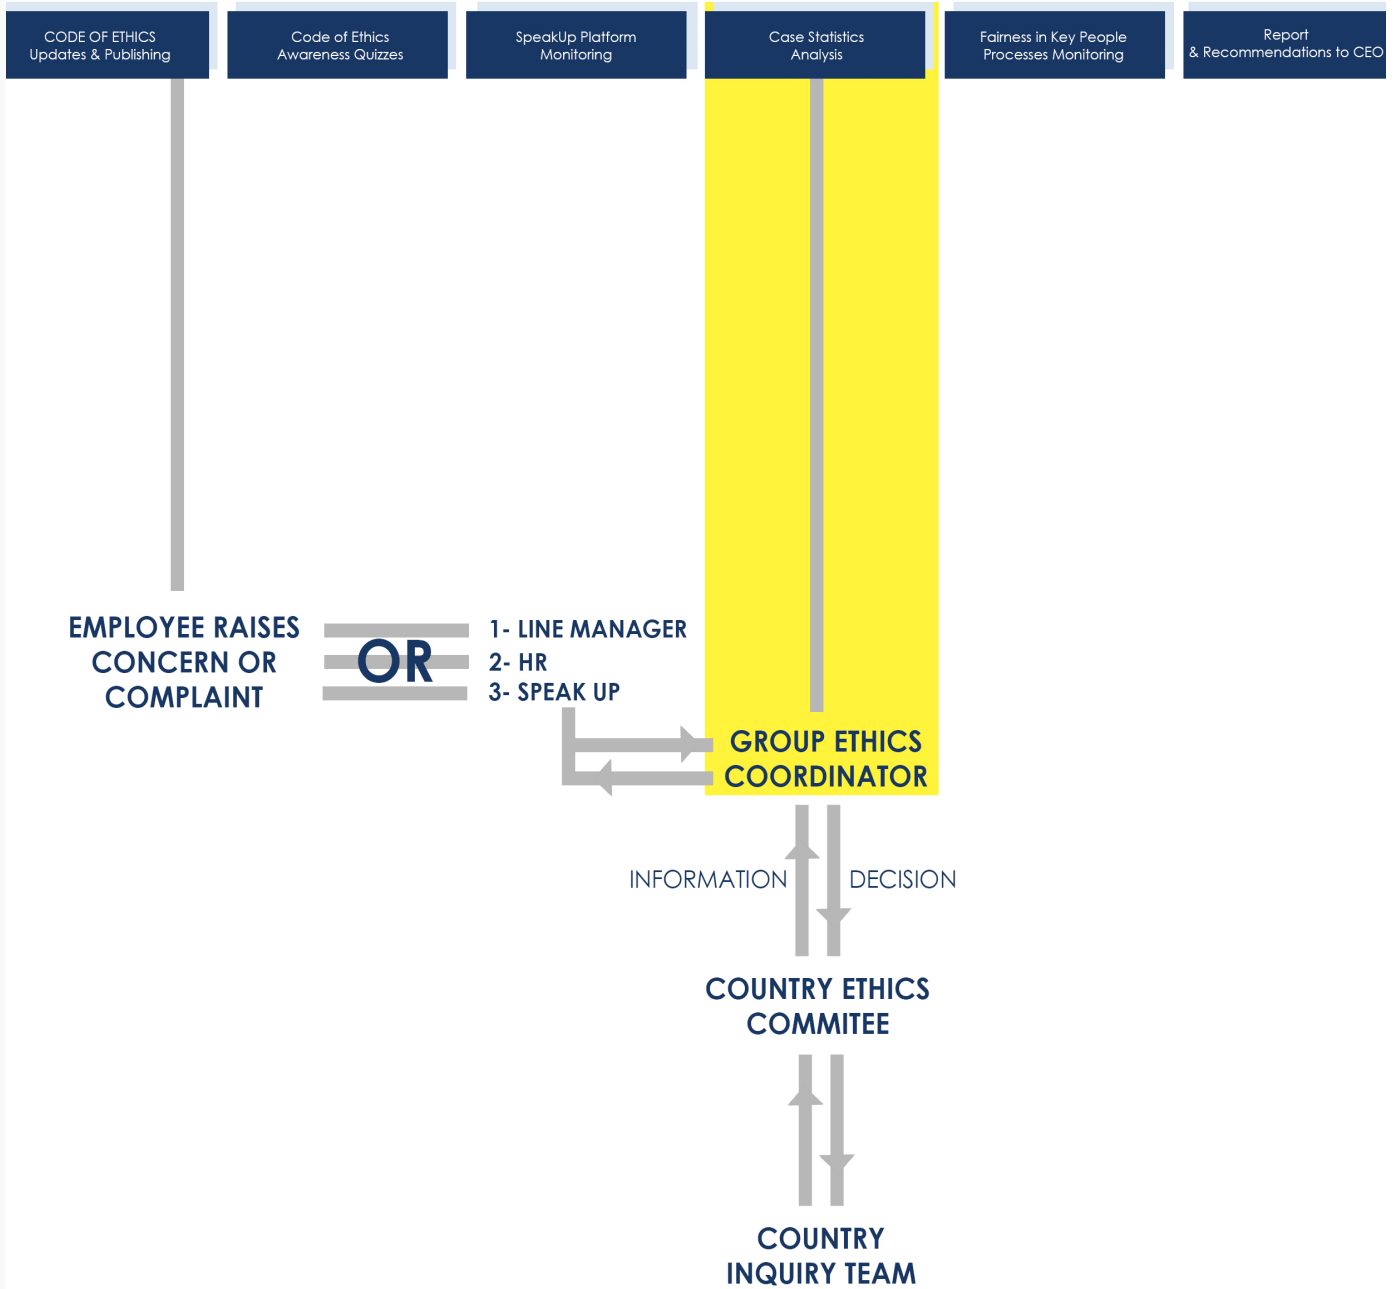 CODE OF ETHICS
Updates & Publishing
Code of Ethics
Awareness Quizzes
SpeakUp Platform
Monitoring
Case Statistics
Analysis
Fairness in Key People
Processes Monitoring
Report
& Recommendations to CEO
EMPLOYEE RAISES
CONCERN OR
COMPLAINT
OR
1- LINE MANAGER
2- HR
3- SPEAK UP
GROUP ETHICS
COORDINATOR
INFORMATION
DECISION
COUNTRY ETHICS
COMMITEE
COUNTRY
INQUIRY TEAM